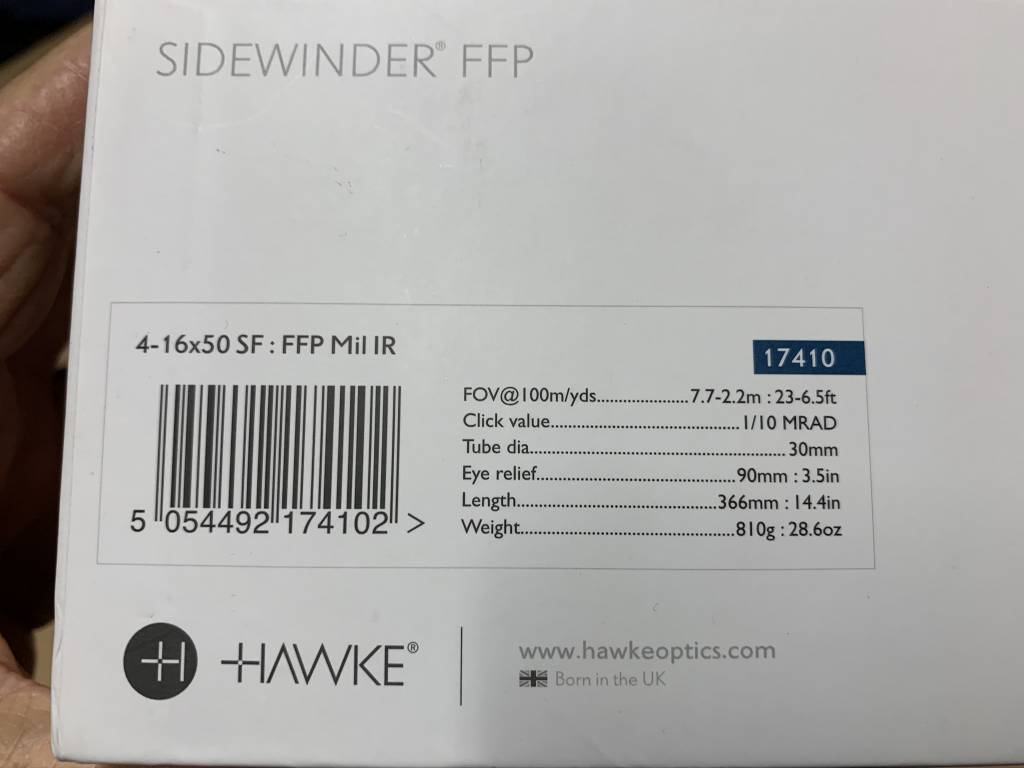 SIDEWINDER® FFP
4-16x50 SF : FFP Mil IR
17410
FOV@100m/yds....................7.7-2.2m : 23-6.5ft
Click value.........................................1/10 MRAD
Tube dia........................................................30mm
Eye relief...........................................90mm : 3.5in
Length............................................366mm : 14.4in
Weight...............................................810g : 28.6oz
5 054492 174102 >
HAWKE®
www.hawkeoptics.com
Born in the UK